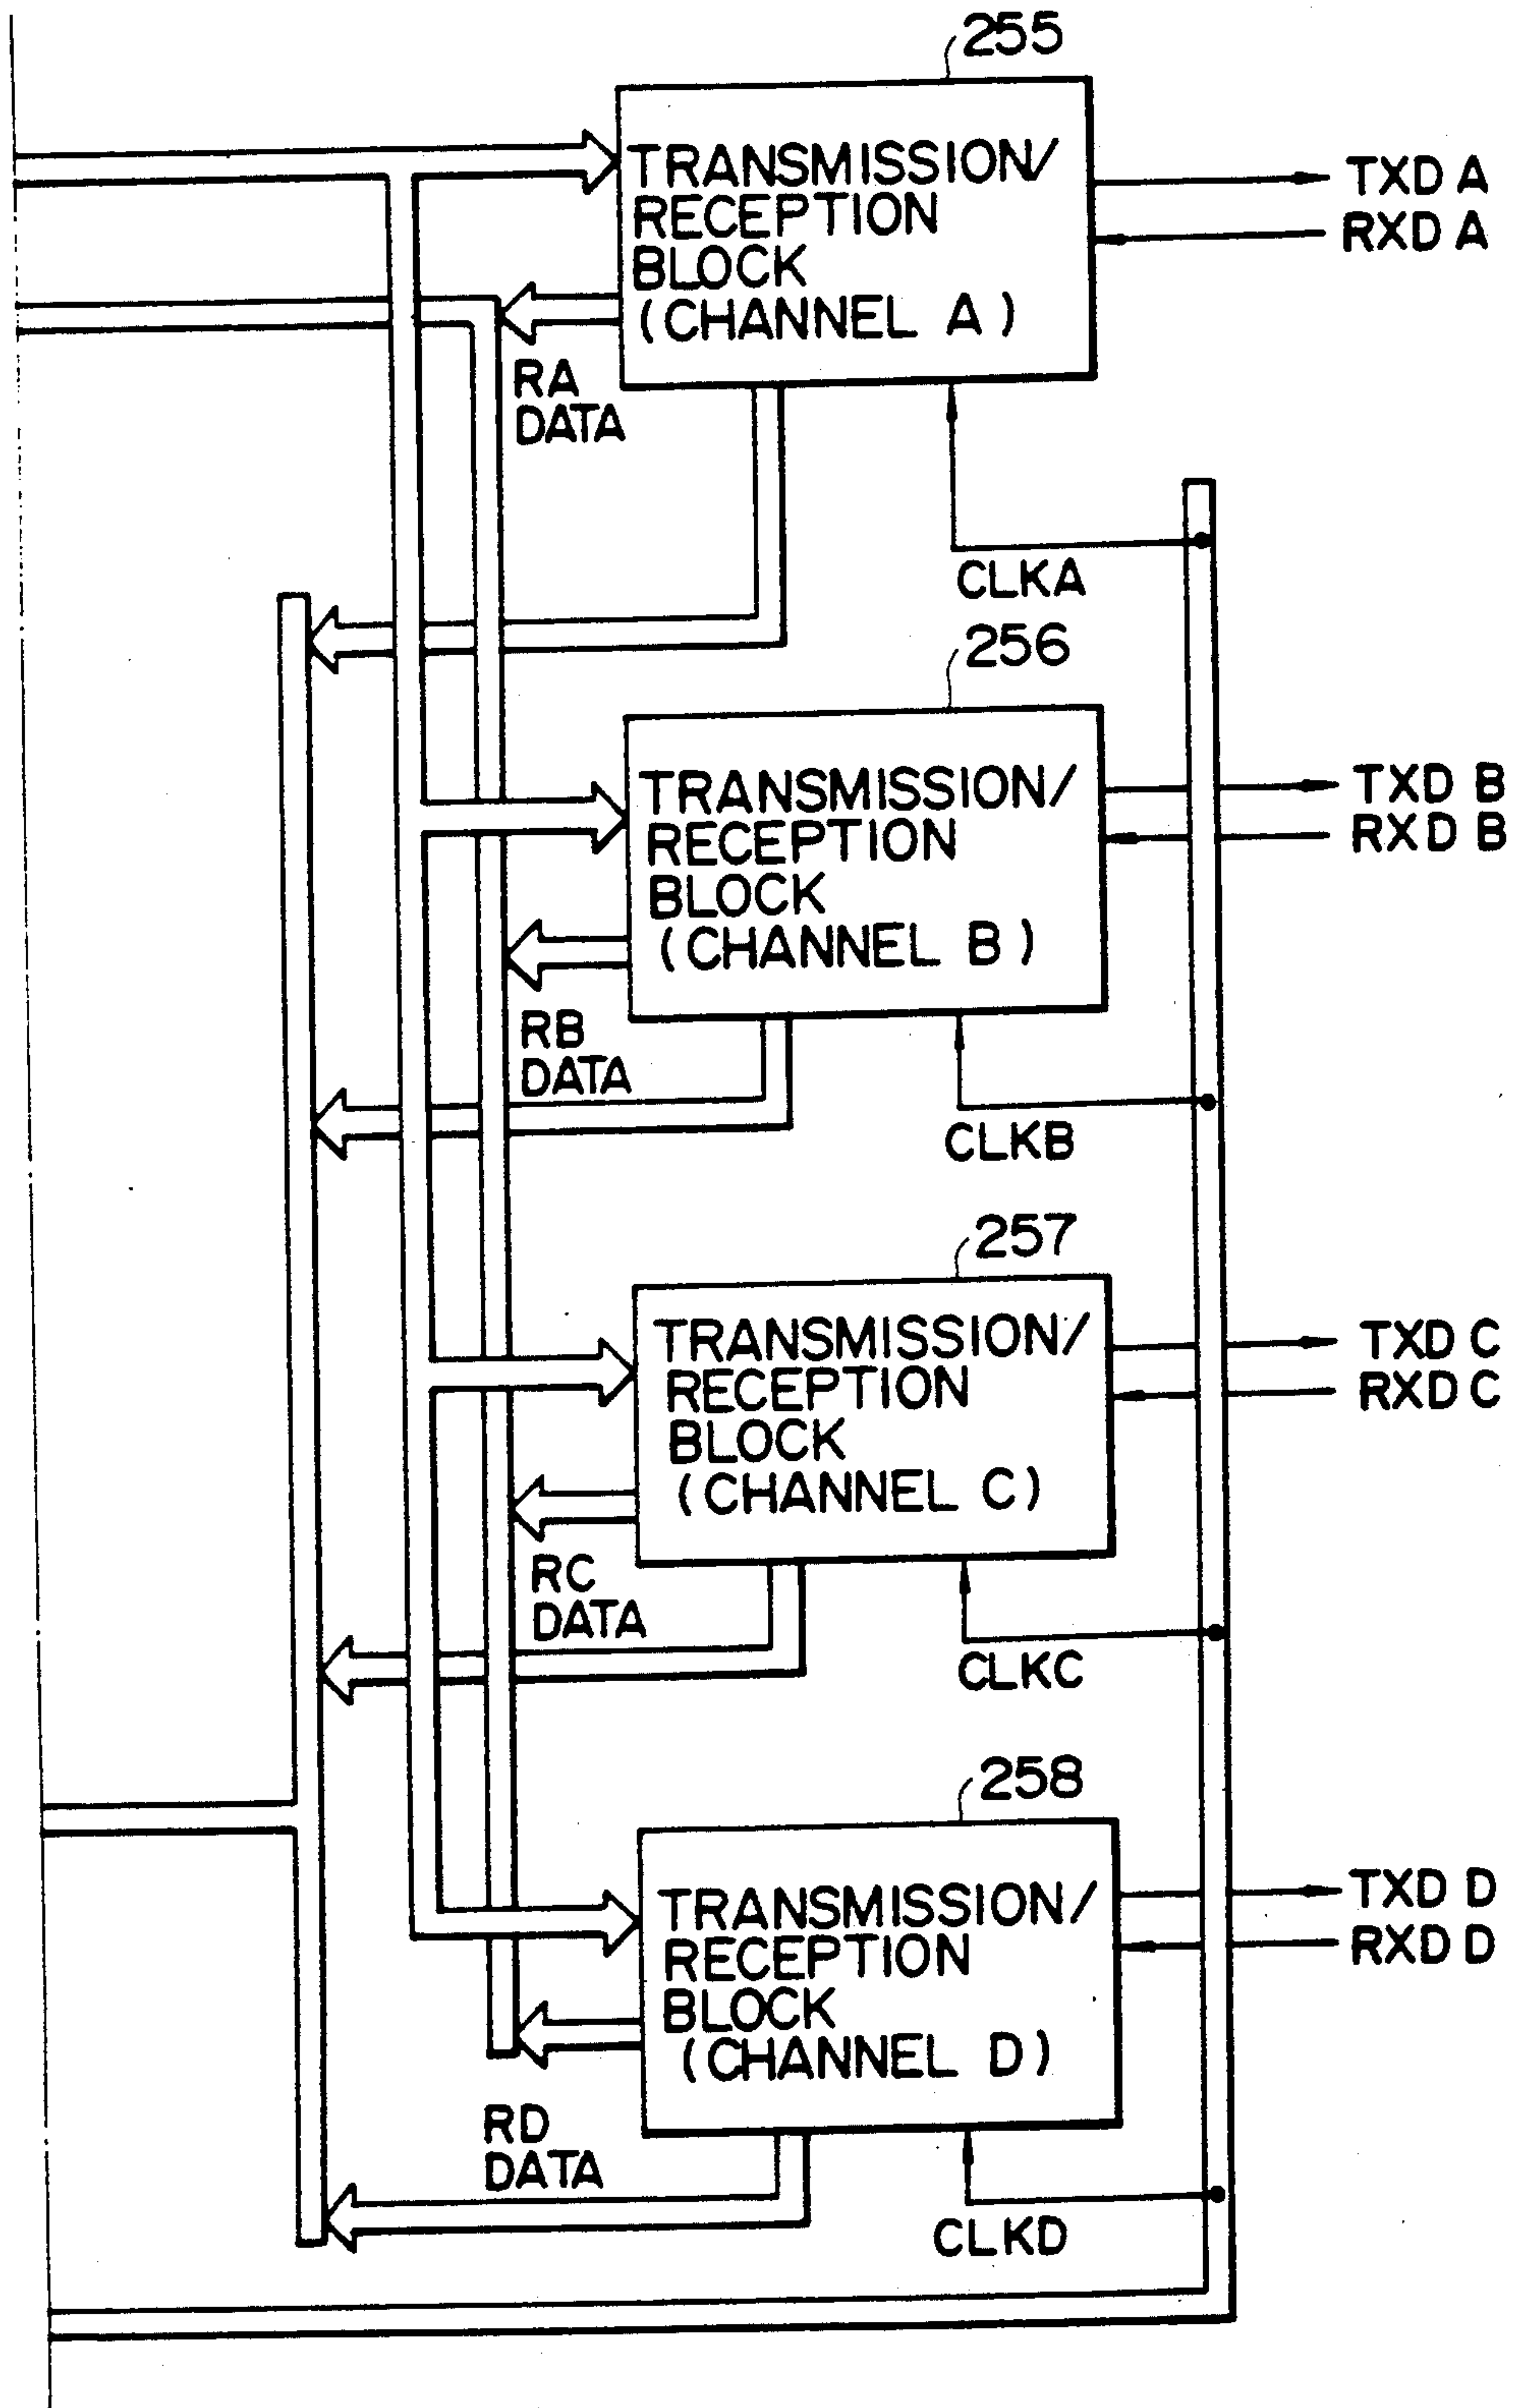 255
TRANSMISSION/
RECEPTION
BLOCK
(CHANNEL A)
TXD A
RXD A
RA
DATA
CLKA
256
TRANSMISSION/
RECEPTION
BLOCK
(CHANNEL B)
TXD B
RXD B
RB
DATA
CLKB
257
TRANSMISSION/
RECEPTION
BLOCK
(CHANNEL C)
TXD C
RXD C
RC
DATA
CLKC
258
TRANSMISSION/
RECEPTION
BLOCK
(CHANNEL D)
TXD D
RXD D
RD
DATA
CLKD